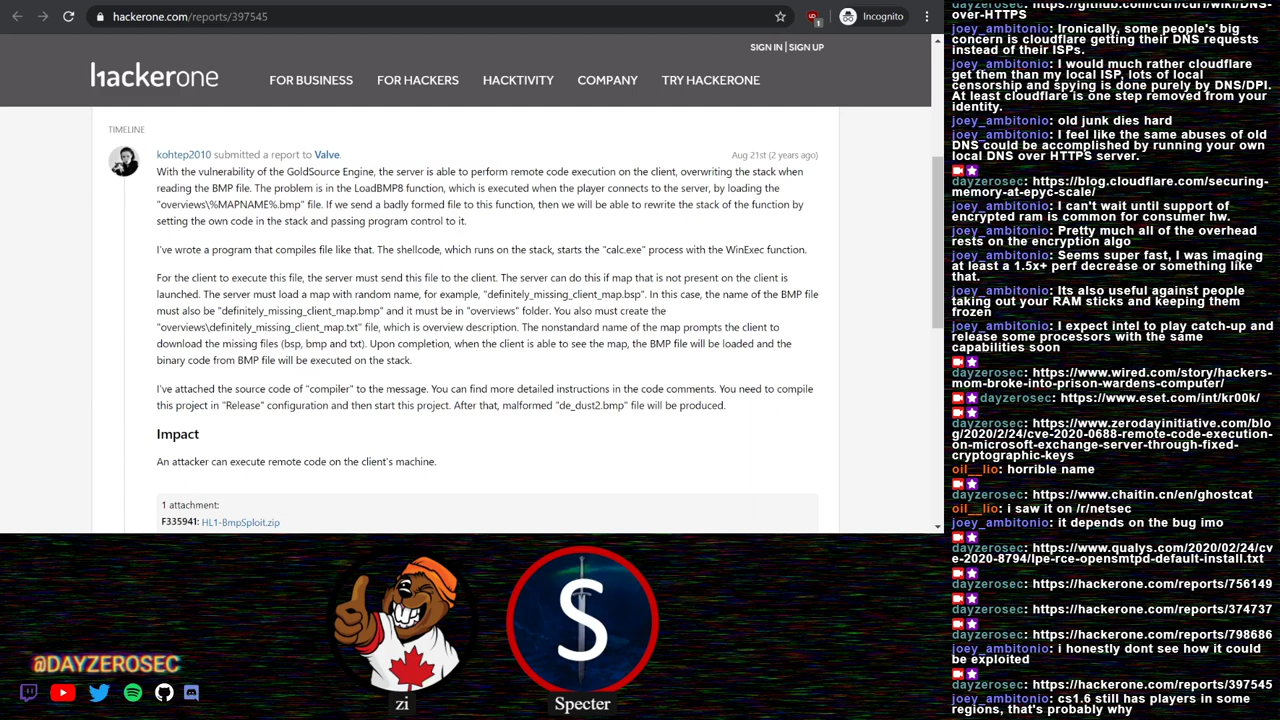 hackerone.com/reports/397545
Incognito
SIGN IN | SIGN UP
hackerone
FOR BUSINESS
FOR HACKERS
HACKTIVITY
COMPANY
TRY HACKERONE
TIMELINE
kohtep2010 submitted a report to Valve.
Aug 21st (2 years ago)
With the vulnerability of the GoldSource Engine, the server is able to perform remote code execution on the client, overwriting the stack when
reading the BMP file. The problem is in the LoadBMP8 function, which is executed when the player connects to the server, by loading the
"overviews\%MAPNAME%.bmp" file. If we send a badly formed file to this function, then we will be able to rewrite the stack of the function by
setting the own code in the stack and passing program control to it.
I've wrote a program that compiles file like that. The shellcode, which runs on the stack, starts the "calc.exe" process with the WinExec function.
For the client to execute this file, the server must send this file to the client. The server can do this if map that is not present on the client is
launched. The server must load a map with random name, for example, "definitely_missing_client_map.bsp". In this case, the name of the BMP file
must also be "definitely_missing_client_map.bmp" and it must be in "overviews" folder. You also must create the
"overviews\definitely_missing_client_map.txt" file, which is overview description. The nonstandard name of the map prompts the client to
download the missing files (bsp, bmp and txt). Upon completion, when the client is able to see the map, the BMP file will be loaded and the
binary code from BMP file will be executed on the stack.
I've attached the source code of "compiler" to the message. You can find more detailed instructions in the code comments. You need to compile
this project in "Release" configuration and then start this project. After that, malformed "de_dust2.bmp" file will be produced.
Impact
An attacker can execute remote code on the client's machine.
1 attachment:
F335941: HL1-BmpSploit.zip
@DAYZEROSEC
zi
S
Specter
dayzerosec: https://github.com/curl/curl/wiki/DNS-
over-HTTPS
joey_ambitonio: Ironically, some people's big
concern is cloudflare getting their DNS requests
instead of their ISPs.
joey_ambitonio: I would much rather cloudflare
get them than my local ISP, lots of local
censorship and spying is done purely by DNS/DPI.
At least cloudflare is one step removed from your
identity.
joey_ambitonio: old junk dies hard
joey_ambitonio: I feel like the same abuses of old
DNS could be accomplished by running your own
local DNS over HTTPS server.
dayzerosec: https://blog.cloudflare.com/securing-
memory-at-epyc-scale/
joey_ambitonio: I can't wait until support of
encrypted ram is common for consumer hw.
joey_ambitonio: Pretty much all of the overhead
rests on the encryption algo
joey_ambitonio: Seems super fast, I was imaging
at least a 1.5x+ perf decrease or something like
that.
joey_ambitonio: Its also useful against people
taking out your RAM sticks and keeping them
frozen
joey_ambitonio: I expect intel to play catch-up and
release some processors with the same
capabilities soon
dayzerosec: https://www.wired.com/story/hackers-
mom-broke-into-prison-wardens-computer/
dayzerosec: https://www.eset.com/int/kr00k/
dayzerosec: https://www.zerodayinitiative.com/blo
g/2020/2/24/cve-2020-0688-remote-code-execution-
on-microsoft-exchange-server-through-fixed-
cryptographic-keys
oil__lio: horrible name
dayzerosec: https://www.chaitin.cn/en/ghostcat
oil__lio: i saw it on /r/netsec
joey_ambitonio: it depends on the bug imo
dayzerosec: https://www.qualys.com/2020/02/24/cv
e-2020-8794/lpe-rce-opensmtpd-default-install.txt
dayzerosec: https://hackerone.com/reports/756149
dayzerosec: https://hackerone.com/reports/374737
dayzerosec: https://hackerone.com/reports/798686
joey_ambitonio: i honestly dont see how it could
be exploited
dayzerosec: https://hackerone.com/reports/397545
joey_ambitonio: cs1.6 still has players in some
regions, that's probably why